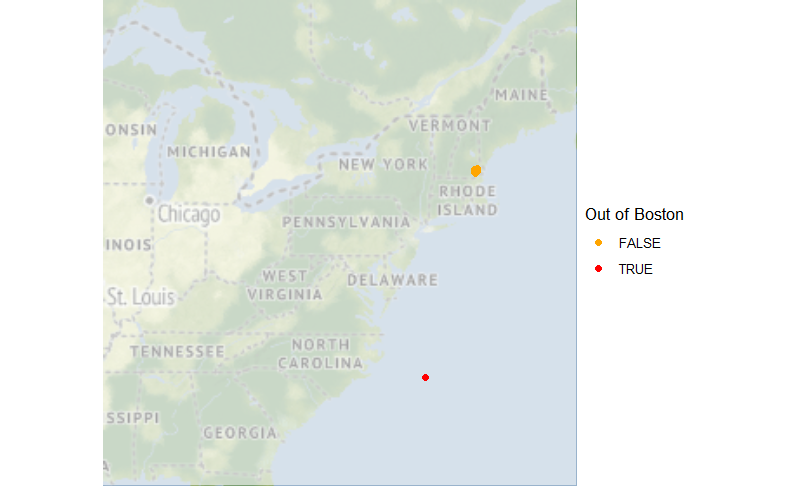 MAINE
ONSIN
VERMONT
MICHIGAN
NEW YORK
RHODE
ISLAND
Chicago
PENNSYLVANIA
INOIS
WEST
VIRGINIA
DELAWARE
St. Louis
NORTH
CAROLINA
TENNESSEE
SSIPPI
GEORGIA
A
Out of Boston
FALSE
TRUE